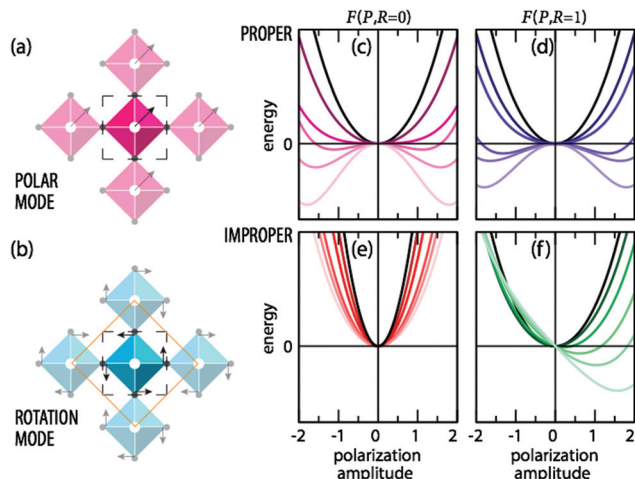 F(P,R=0) F(P,R=1)
(a) PROPER (c) (d)
energy
0
POLAR
MODE
(b) IMPROPER (e) (f)
energy
0
ROTATION
MODE
-2 -1 0 1 2 -2 -1 0 1 2
polarization polarization
amplitude amplitude